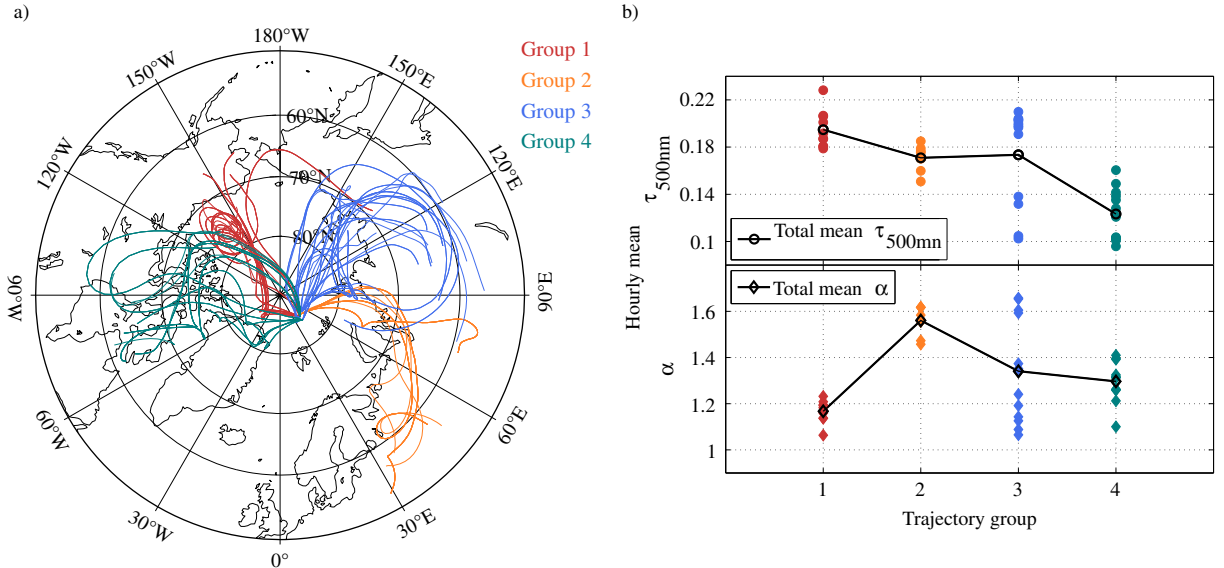 a)
180°W
150°W
150°E
120°W
120°E
90°W
90°E
60°W
60°E
30°W
30°E
0°
60°N
70°N
80°N
Group 1
Group 2
Group 3
Group 4
b)
Hourly mean
τ500nm
0.22
0.18
0.14
0.1
Total mean τ500mn
α
1.6
1.4
1.2
1
Total mean α
1 2 3 4
Trajectory group